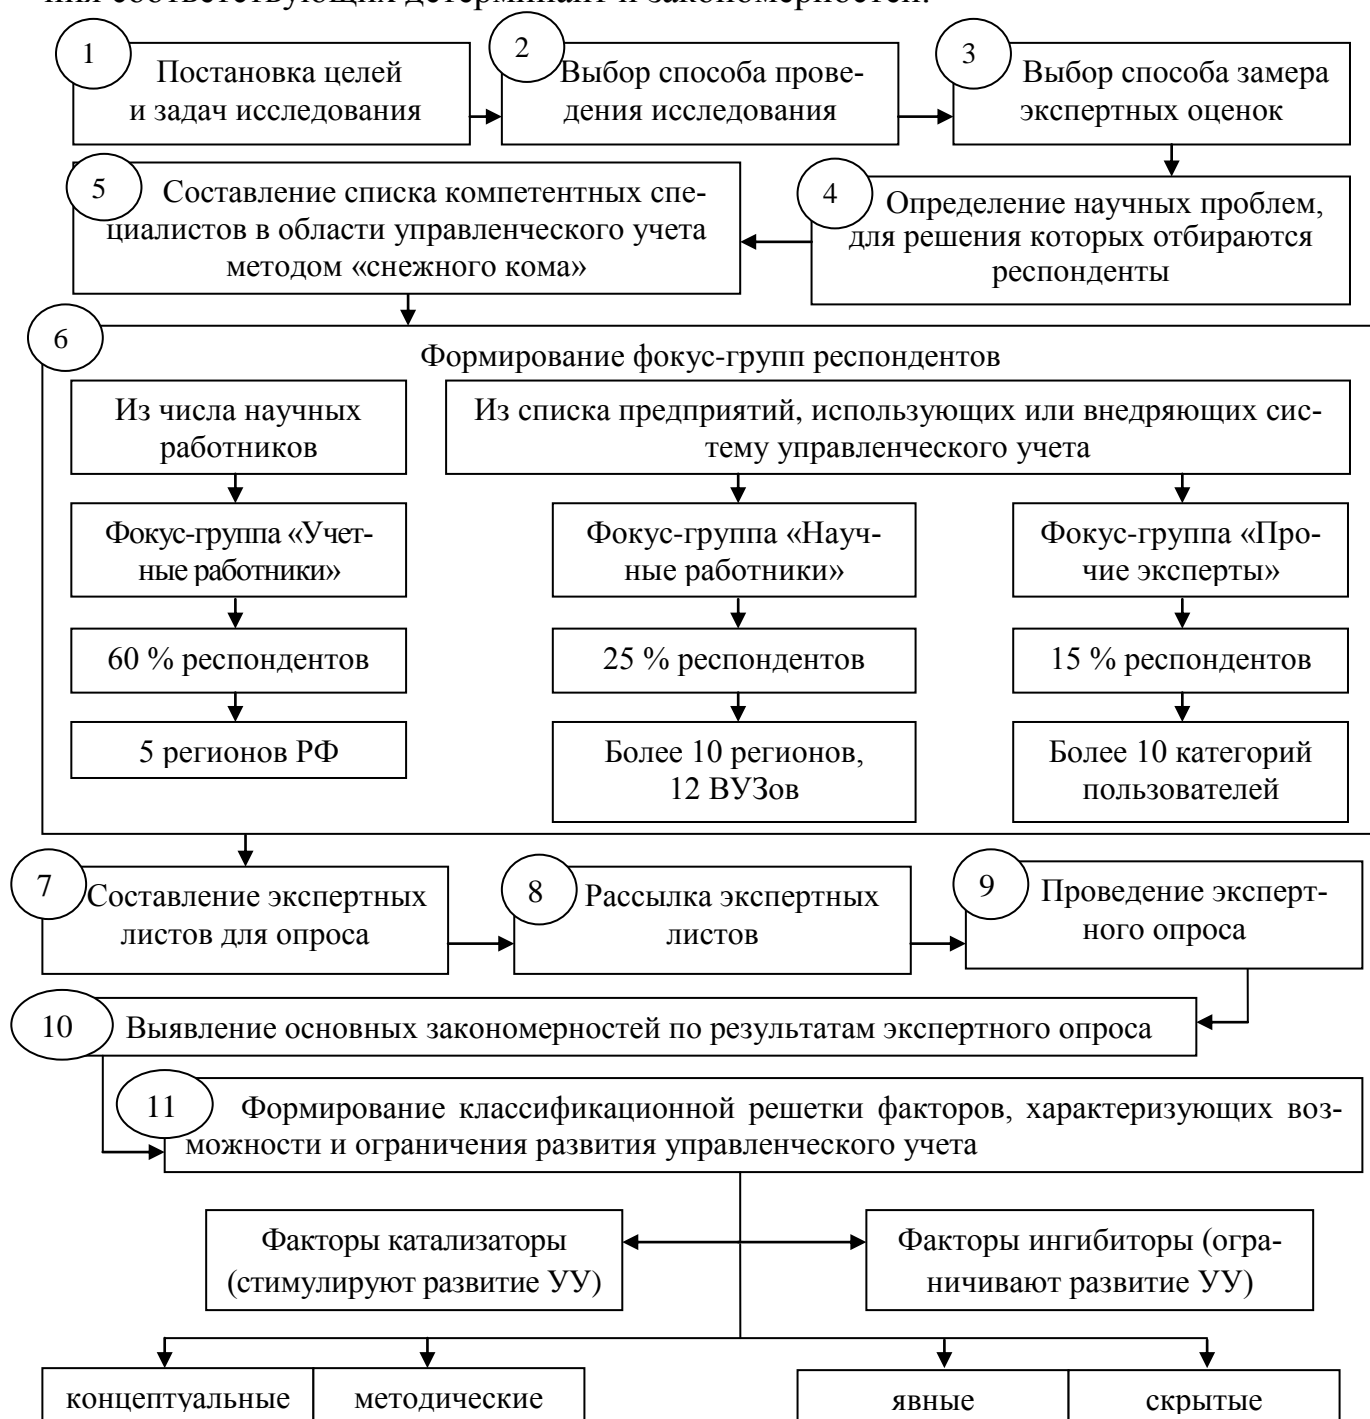 ния соответствующих детерминант и закономерностей.
1
Постановка целей
и задач исследования
2
Выбор способа прове-
дения исследования
3
Выбор способа замера
экспертных оценок
5
Составление списка компетентных спе-
циалистов в области управленческого учета
методом «снежного кома»
4
Определение научных проблем,
для решения которых отбираются
респонденты
6
Формирование фокус-групп респондентов
Из числа научных
работников
Из списка предприятий, использующих или внедряющих сис-
тему управленческого учета
Фокус-группа «Учет-
ные работники»
Фокус-группа «Науч-
ные работники»
Фокус-группа «Про-
чие эксперты»
60 % респондентов
25 % респондентов
15 % респондентов
5 регионов РФ
Более 10 регионов,
12 ВУЗов
Более 10 категорий
пользователей
7
Составление экспертных
листов для опроса
8
Рассылка экспертных
листов
9
Проведение эксперт-
ного опроса
10
Выявление основных закономерностей по результатам экспертного опроса
11
Формирование классификационной решетки факторов, характеризующих воз-
можности и ограничения развития управленческого учета
Факторы катализаторы
(стимулируют развитие УУ)
Факторы ингибиторы (огра-
ничивают развитие УУ)
концептуальные
методические
явные
скрытые